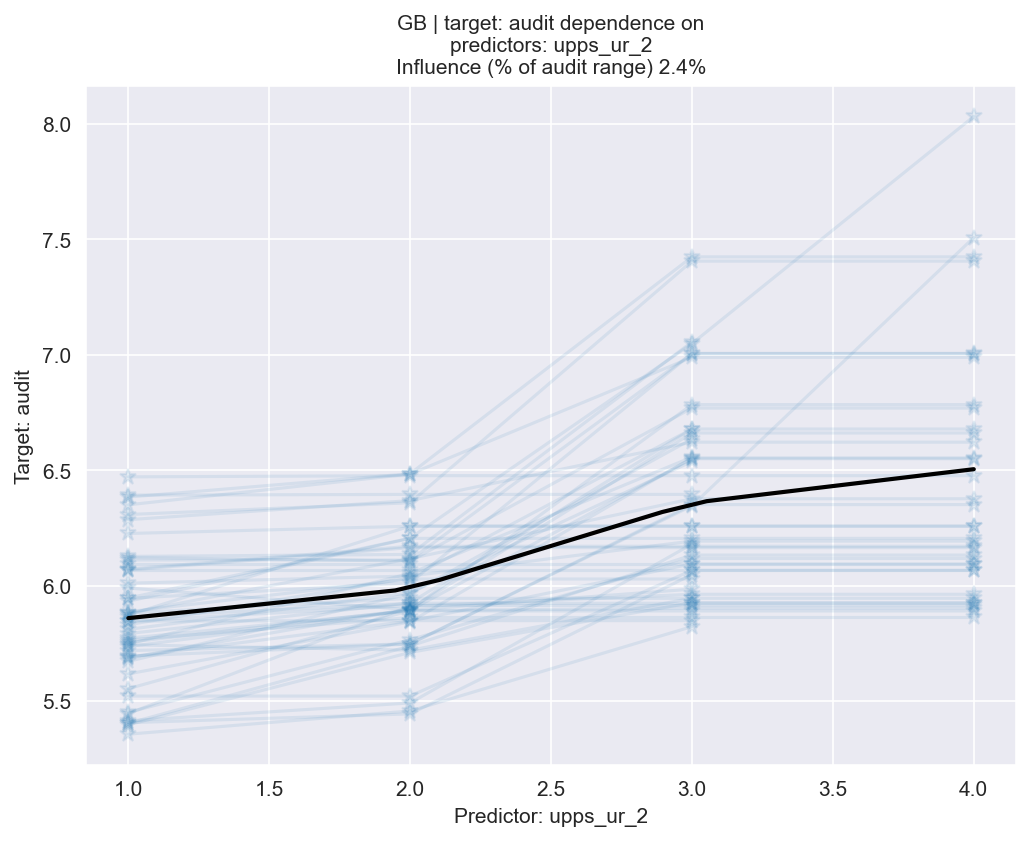 GB | target: audit dependence on
predictors: upps_ur_2
Influence (% of audit range) 2.4%
8.0
7.5
7.0
6.5
6.0
5.5
Target: audit
1.0 1.5 2.0 2.5 3.0 3.5 4.0
Predictor: upps_ur_2